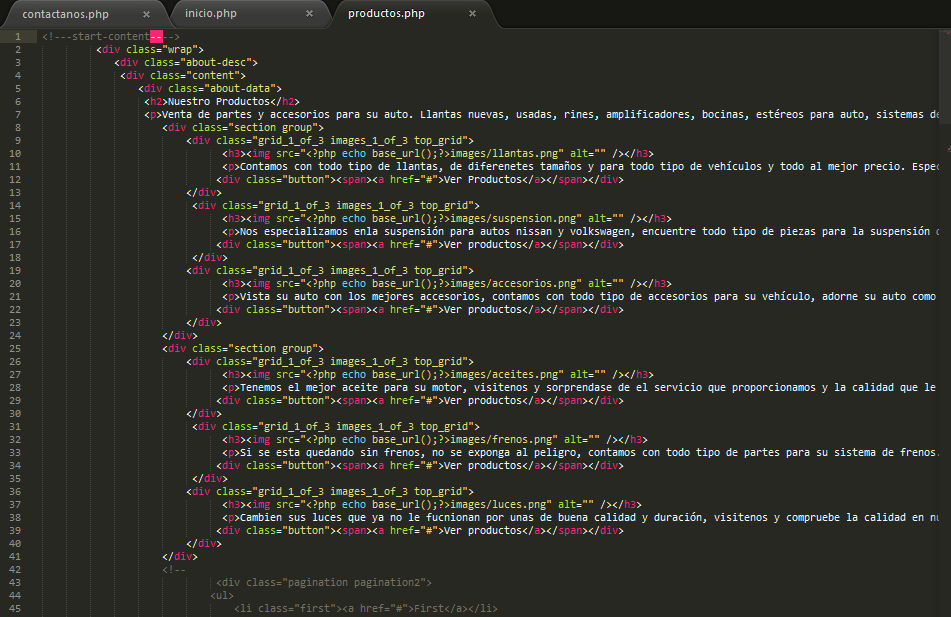 contactanos.php × inicio.php × productos.php ×
1 <!---start-content---->
2 <div class="wrap">
3 <div class="about-desc">
4 <div class="content">
5 <div class="about-data">
6 <h2>Nuestro Productos</h2>
7 <p>Venta de partes y accesorios para su auto. Llantas nuevas, usadas, rines, amplificadores, bocinas, estéreos para auto, sistemas de
8 <div class="section group">
9 <div class="grid_1_of_3 images_1_of_3 top_grid">
10 <h3><img src="<?php echo base_url();?>images/llantas.png" alt="" /></h3>
11 <p>Contamos con todo tipo de llantas, de diferenetes tamaños y para todo tipo de vehículos y todo al mejor precio. Espec
12 <div class="button"><span><a href="#">Ver Productos</a></span></div>
13 </div>
14 <div class="grid_1_of_3 images_1_of_3 top_grid">
15 <h3><img src="<?php echo base_url();?>images/suspension.png" alt="" /></h3>
16 <p>Nos especializamos enla suspensión para autos nissan y volkswagen, encuentre todo tipo de piezas para la suspensión
17 <div class="button"><span><a href="#">Ver productos</a></span></div>
18 </div>
19 <div class="grid_1_of_3 images_1_of_3 top_grid">
20 <h3><img src="<?php echo base_url();?>images/accesorios.png" alt="" /></h3>
21 <p>Vista su auto con los mejores accesorios, contamos con todo tipo de accesorios para su vehículo, adorne su auto como
22 <div class="button"><span><a href="#">Ver productos</a></span></div>
23 </div>
24 </div>
25 <div class="section group">
26 <div class="grid_1_of_3 images_1_of_3 top_grid">
27 <h3><img src="<?php echo base_url();?>images/aceites.png" alt="" /></h3>
28 <p>Tenemos el mejor aceite para su motor, visitenos y sorprendase de el servicio que proporcionamos y la calidad que le
29 <div class="button"><span><a href="#">Ver productos</a></span></div>
30 </div>
31 <div class="grid_1_of_3 images_1_of_3 top_grid">
32 <h3><img src="<?php echo base_url();?>images/frenos.png" alt="" /></h3>
33 <p>Si se esta quedando sin frenos, no se exponga al peligro, contamos con todo tipo de partes para su sistema de frenos.
34 <div class="button"><span><a href="#">Ver productos</a></span></div>
35 </div>
36 <div class="grid_1_of_3 images_1_of_3 top_grid">
37 <h3><img src="<?php echo base_url();?>images/luces.png" alt="" /></h3>
38 <p>Cambien sus luces que ya no le fucnionan por unas de buena calidad y duración, visitenos y compruebe la calidad en nu
39 <div class="button"><span><a href="#">Ver productos</a></span></div>
40 </div>
41 </div>
42 <!--
43 <div class="pagination pagination2">
44 <ul>
45 <li class="first"><a href="#">First</a></li>